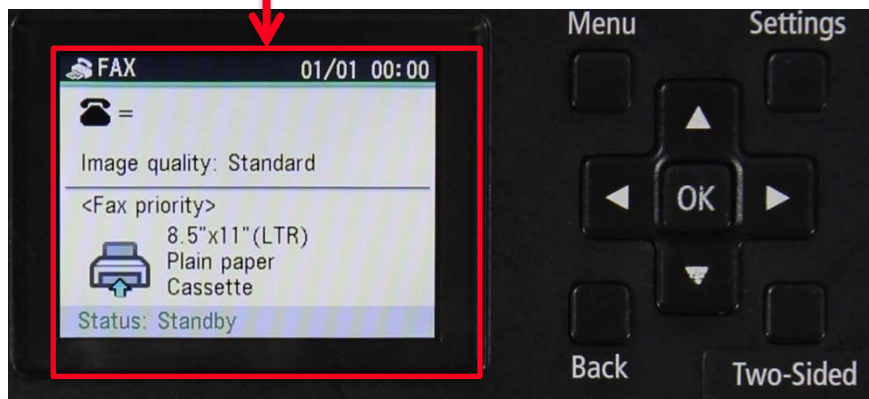 FAX 01/01 00:00
=
Image quality: Standard
<Fax priority>
8.5"x11"(LTR)
Plain paper
Cassette
Status: Standby
Menu Settings
OK
Back Two-Sided